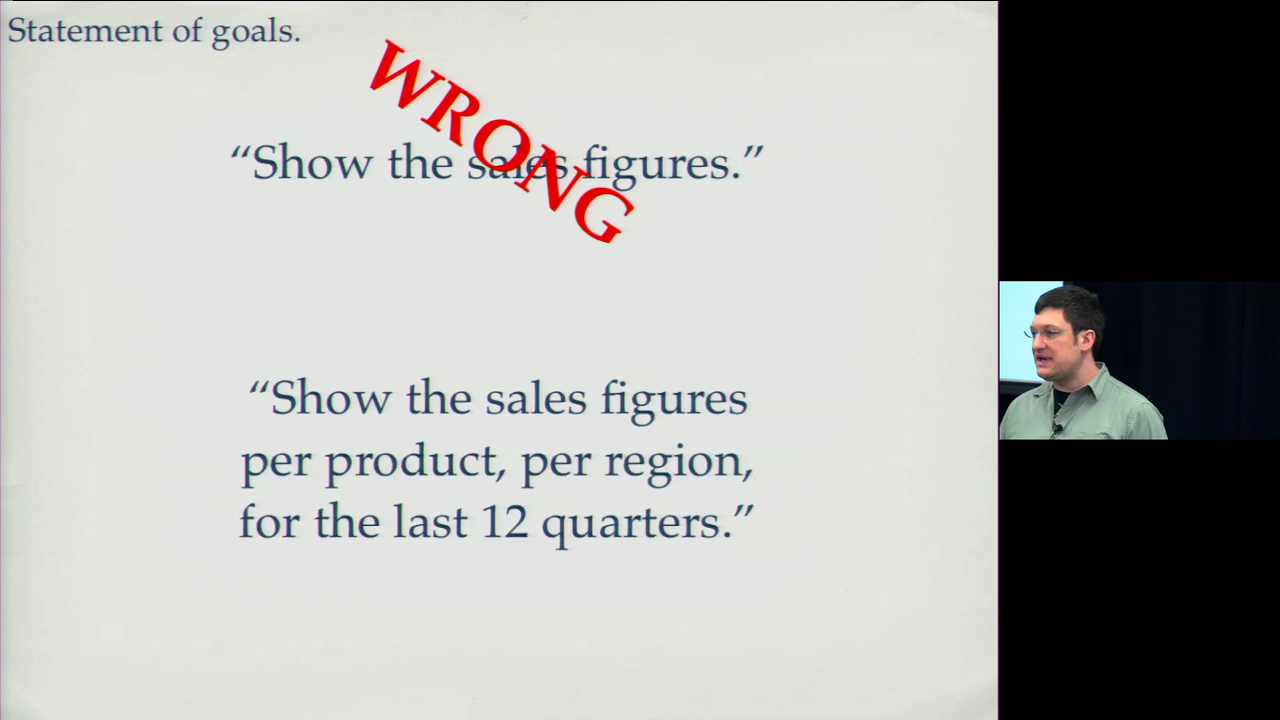 Statement of goals.
WRONG
“Show the sales figures.”
“Show the sales figures
per product, per region,
for the last 12 quarters.”